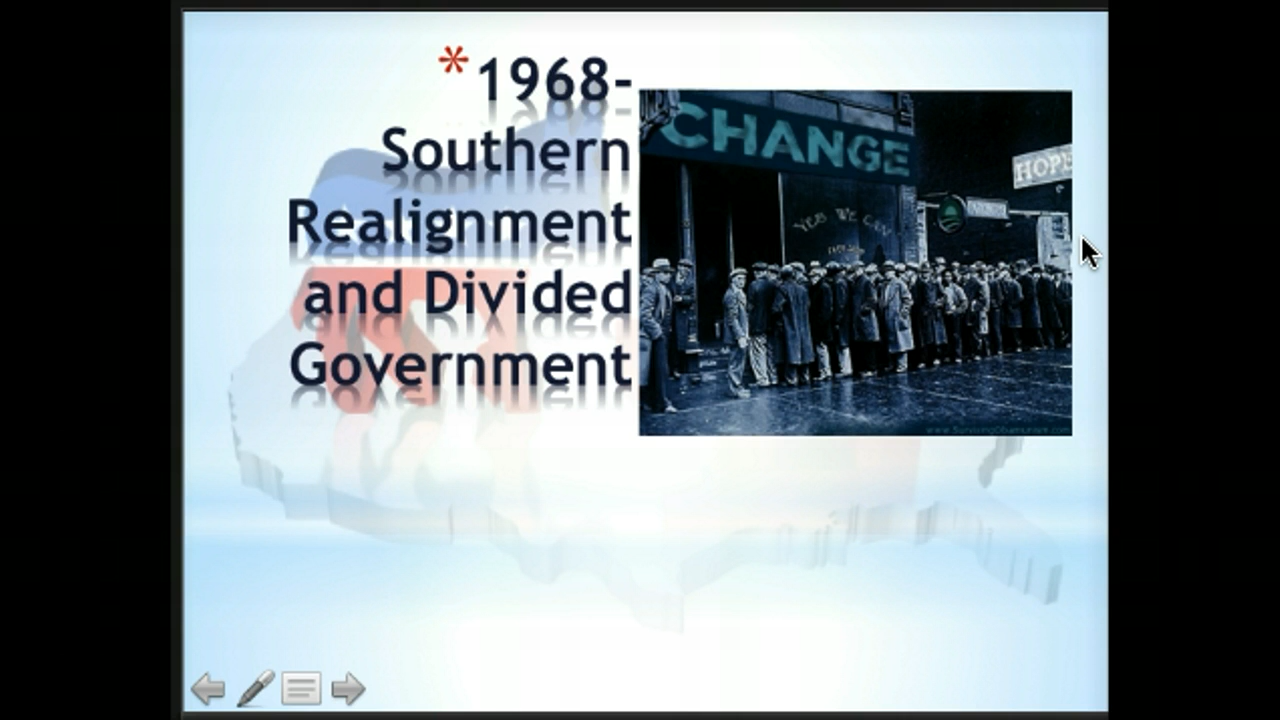 * 1968-
Southern
Realignment
and Divided
Government
CHANGE
HOPE
YES WE CAN